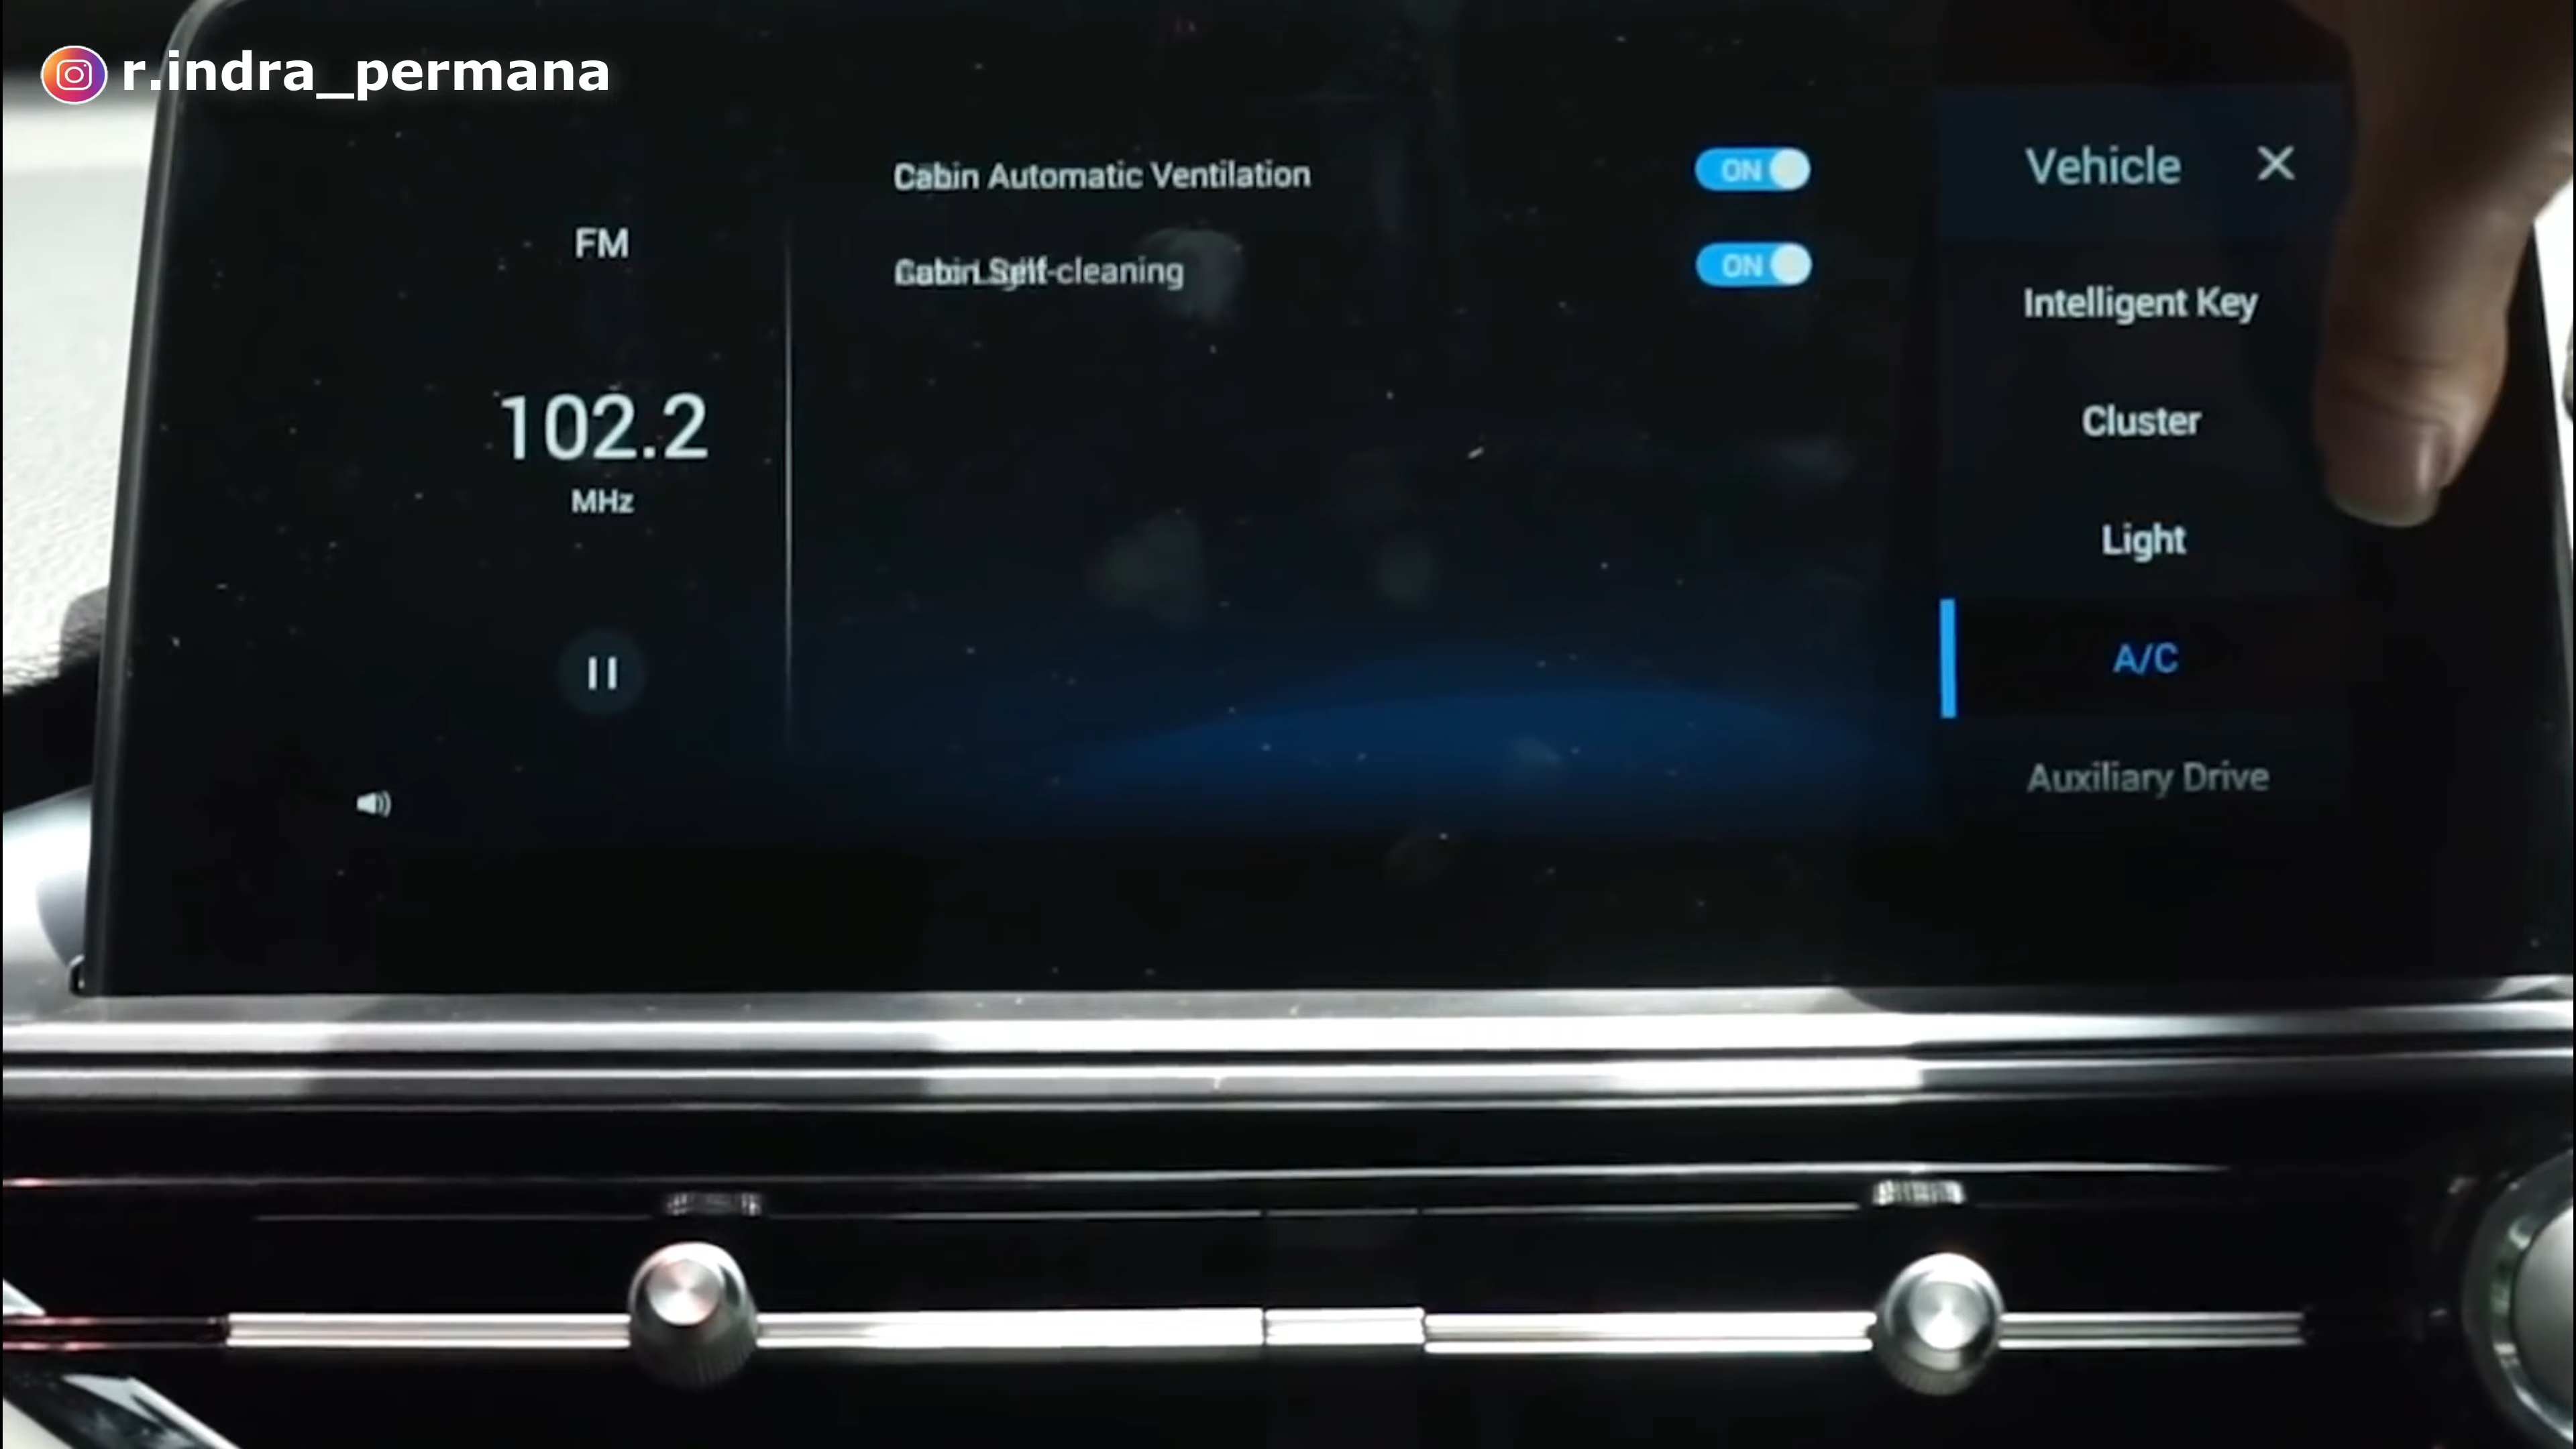 r.indra_permana
Cabin Automatic Ventilation
ON
Vehicle
FM
-cleaning
ON
Intelligent Key
102.2
MHz
Cluster
Light
A/C
Auxiliary Drive